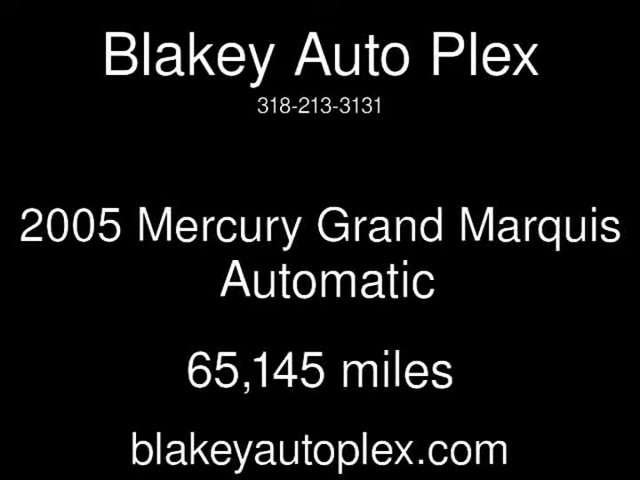 Blakey Auto Plex
318-213-3131
2005 Mercury Grand Marquis
Automatic
65,145 miles
blakeyautoplex.com